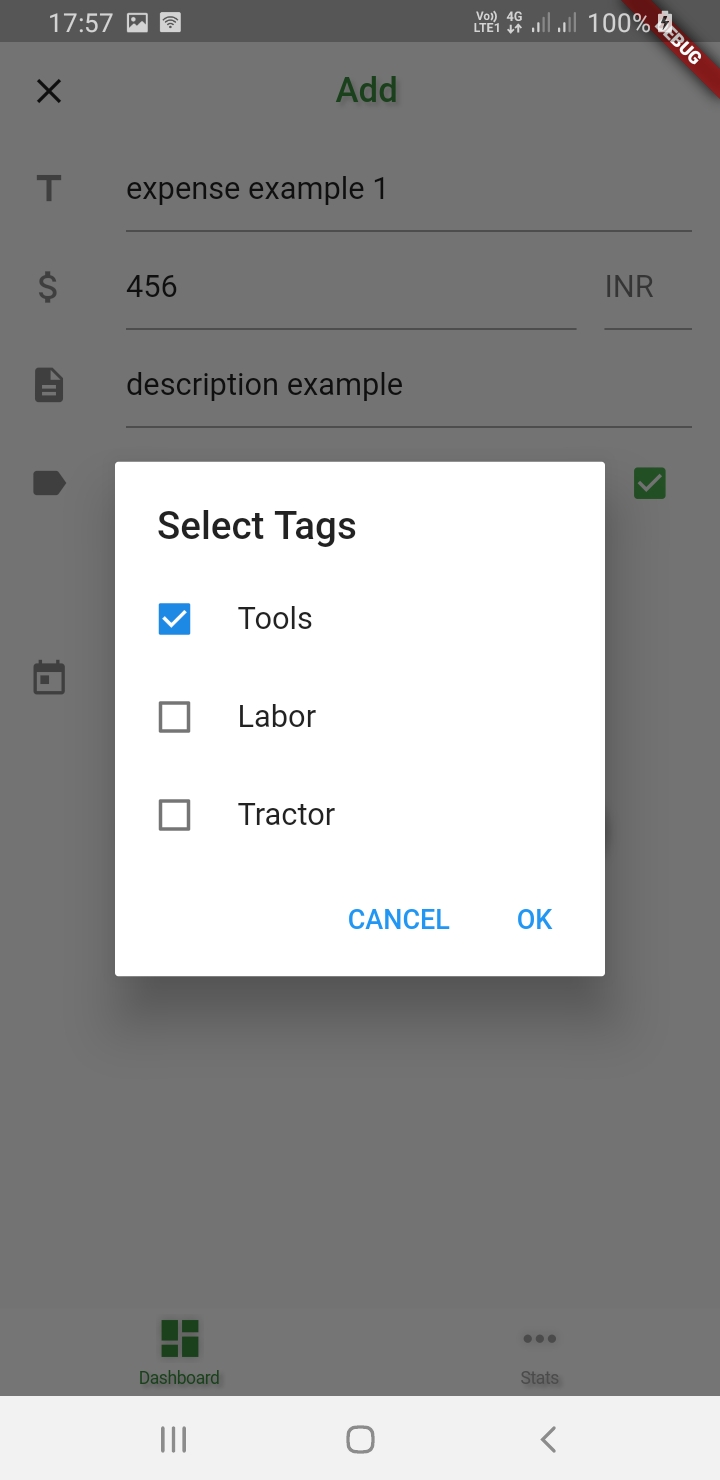 17:57 Vo)) LTE1 4G 100%
Add
expense example 1
456 INR
description example
Select Tags
Tools
Labor
Tractor
CANCEL OK
Dashboard Stats